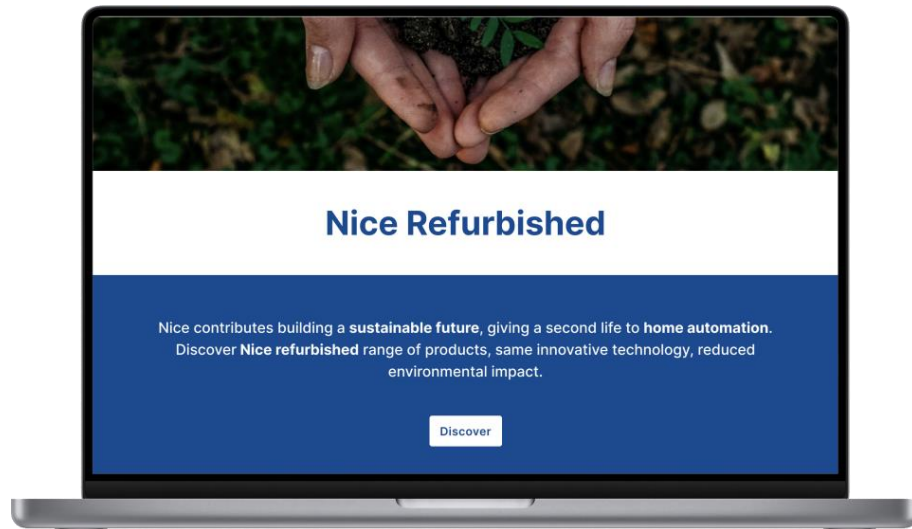 Nice Refurbished
Nice contributes building a sustainable future, giving a second life to home automation.
Discover Nice refurbished range of products, same innovative technology, reduced
environmental impact.
Discover